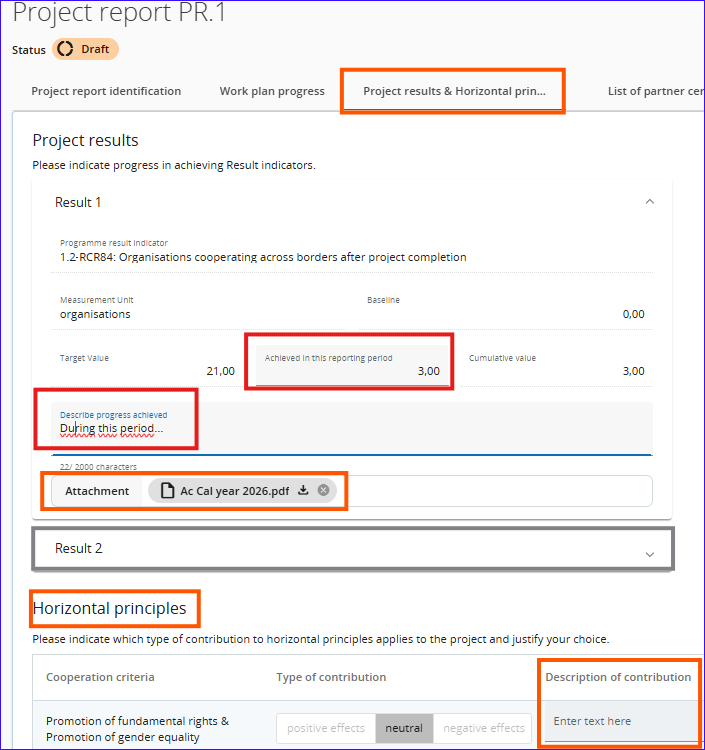 Project report PR.1
Status Draft
Project report identification Work plan progress Project results & Horizontal prin... List of partner cer
Project results
Please indicate progress in achieving Result indicators.
Result 1
Programme result indicator
1.2-RCR84: Organisations cooperating across borders after project completion
Measurement Unit Baseline
organisations 0,00
Target Value Achieved in this reporting period Cumulative value
21,00 3,00 3,00
Describe progress achieved
During this period...
22/ 2000 characters
Attachment Ac Cal year 2026.pdf
Result 2
Horizontal principles
Please indicate which type of contribution to horizontal principles applies to the project and justify your choice.
Cooperation criteria Type of contribution Description of contribution
Promotion of fundamental rights & Enter text here
Promotion of gender equality positive effects neutral negative effects